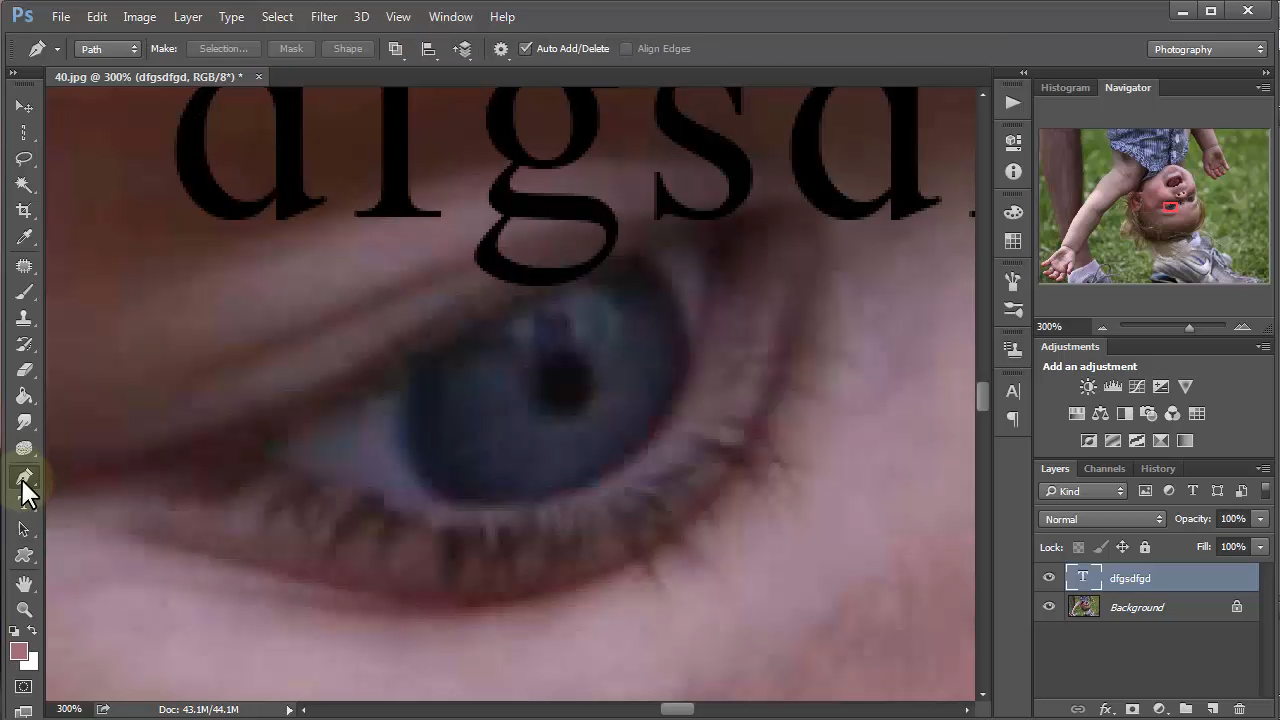 Ps File Edit Image Layer Type Select Filter 3D View Window Help
Path Make: Selection... Mask Shape Auto Add/Delete Align Edges Photography
40.jpg @ 300% (dfgsdfgd, RGB/8*) *
Histogram Navigator
dfgsd
300%
Adjustments
Add an adjustment
Layers Channels History
Kind
Normal Opacity: 100%
Lock: Fill: 100%
T dfgsdfgd
Background
300% Doc: 43.1M/44.1M